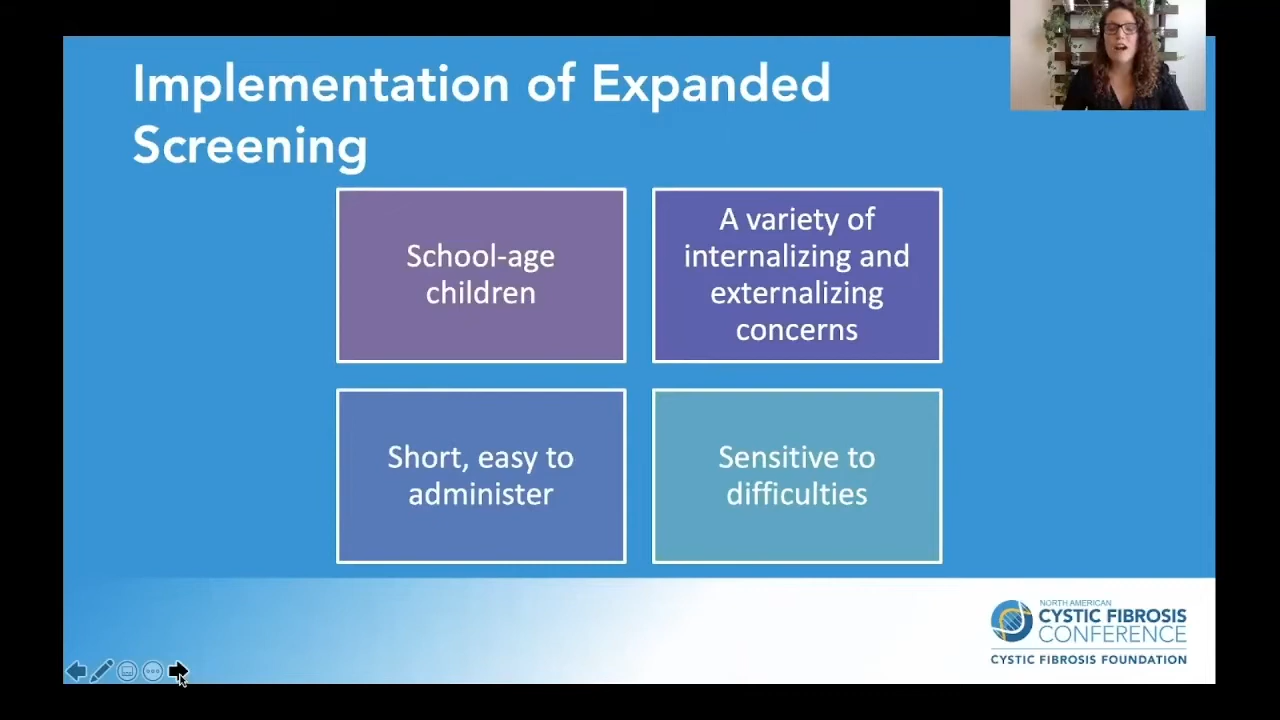 Implementation of Expanded
Screening
School-age
children
A variety of
internalizing and
externalizing
concerns
Short, easy to
administer
Sensitive to
difficulties
NORTH AMERICAN
CYSTIC FIBROSIS
CONFERENCE
CYSTIC FIBROSIS FOUNDATION